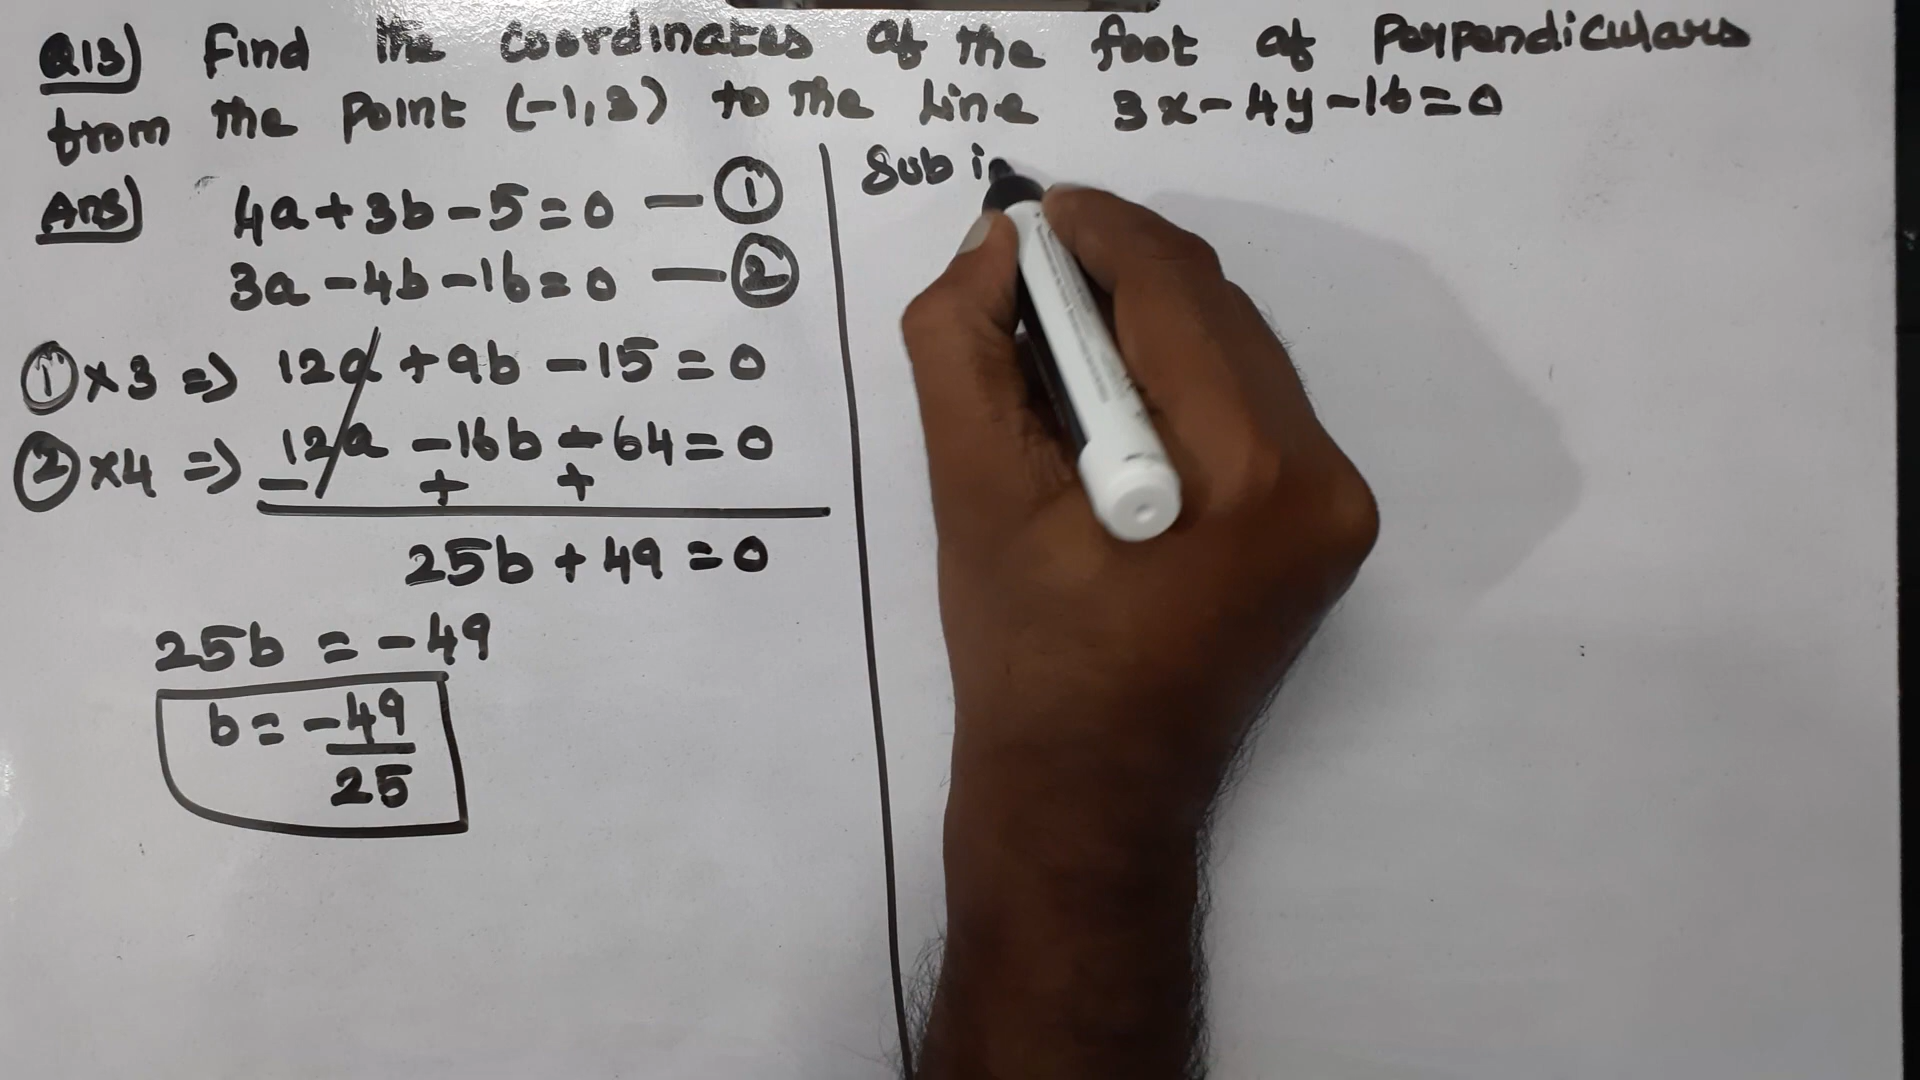 Q13) Find the coordinates of the foot of Perpendiculars
from the point (-1,3) to the Line 3x-4y-16=0
Ans) 4a+3b-5=0 — ①
3a-4b-16=0 — ②
①×3 => 12a+9b-15=0
②×4 => 12a-16b-64=0
- + +
25b+49=0
25b = -49
b = -49/25
Sub i